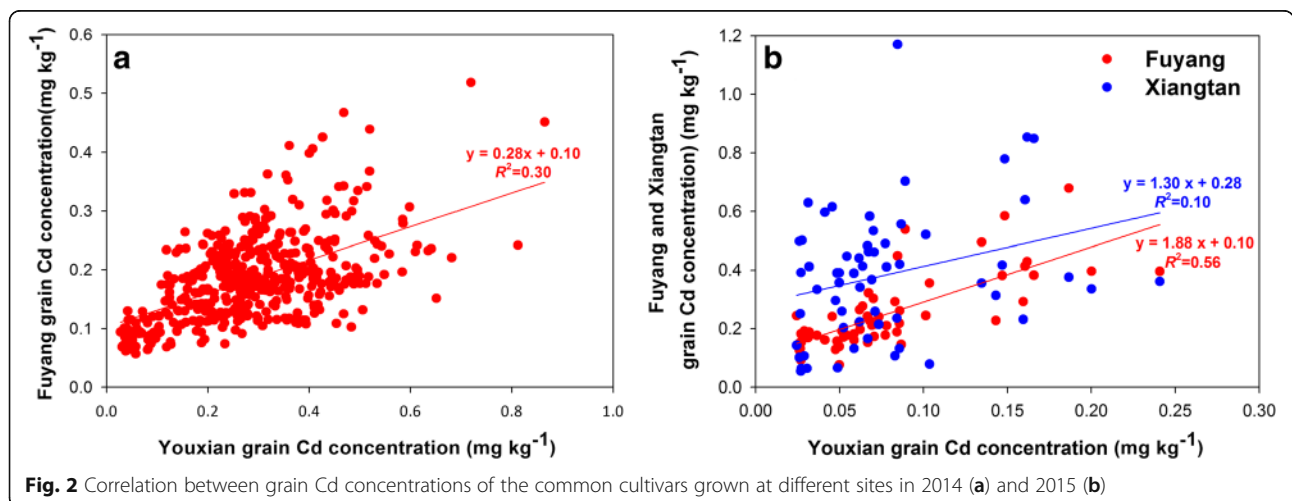 a
Fuyang grain Cd concentration(mg kg⁻¹)
0.6
0.5
0.4
0.3
0.2
0.1
0.0
y = 0.28x + 0.10
R²=0.30
0.0 0.2 0.4 0.6 0.8 1.0
Youxian grain Cd concentration (mg kg⁻¹)
b
Fuyang and Xiangtan
grain Cd concentration) (mg kg⁻¹)
1.2
1.0
0.8
0.6
0.4
0.2
0.0
Fuyang
Xiangtan
y = 1.30 x + 0.28
R²=0.10
y = 1.88 x + 0.10
R²=0.56
0.00 0.05 0.10 0.15 0.20 0.25 0.30
Youxian grain Cd concentration (mg kg⁻¹)
Fig. 2 Correlation between grain Cd concentrations of the common cultivars grown at different sites in 2014 (a) and 2015 (b)